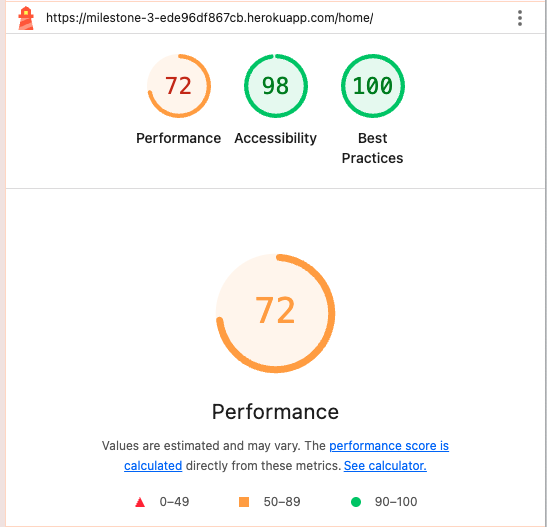 https://milestone-3-ede96df867cb.herokuapp.com/home/
72
98
100
Performance
Accessibility
Best
Practices
72
Performance
Values are estimated and may vary. The performance score is
calculated directly from these metrics. See calculator.
0–49
50–89
90–100